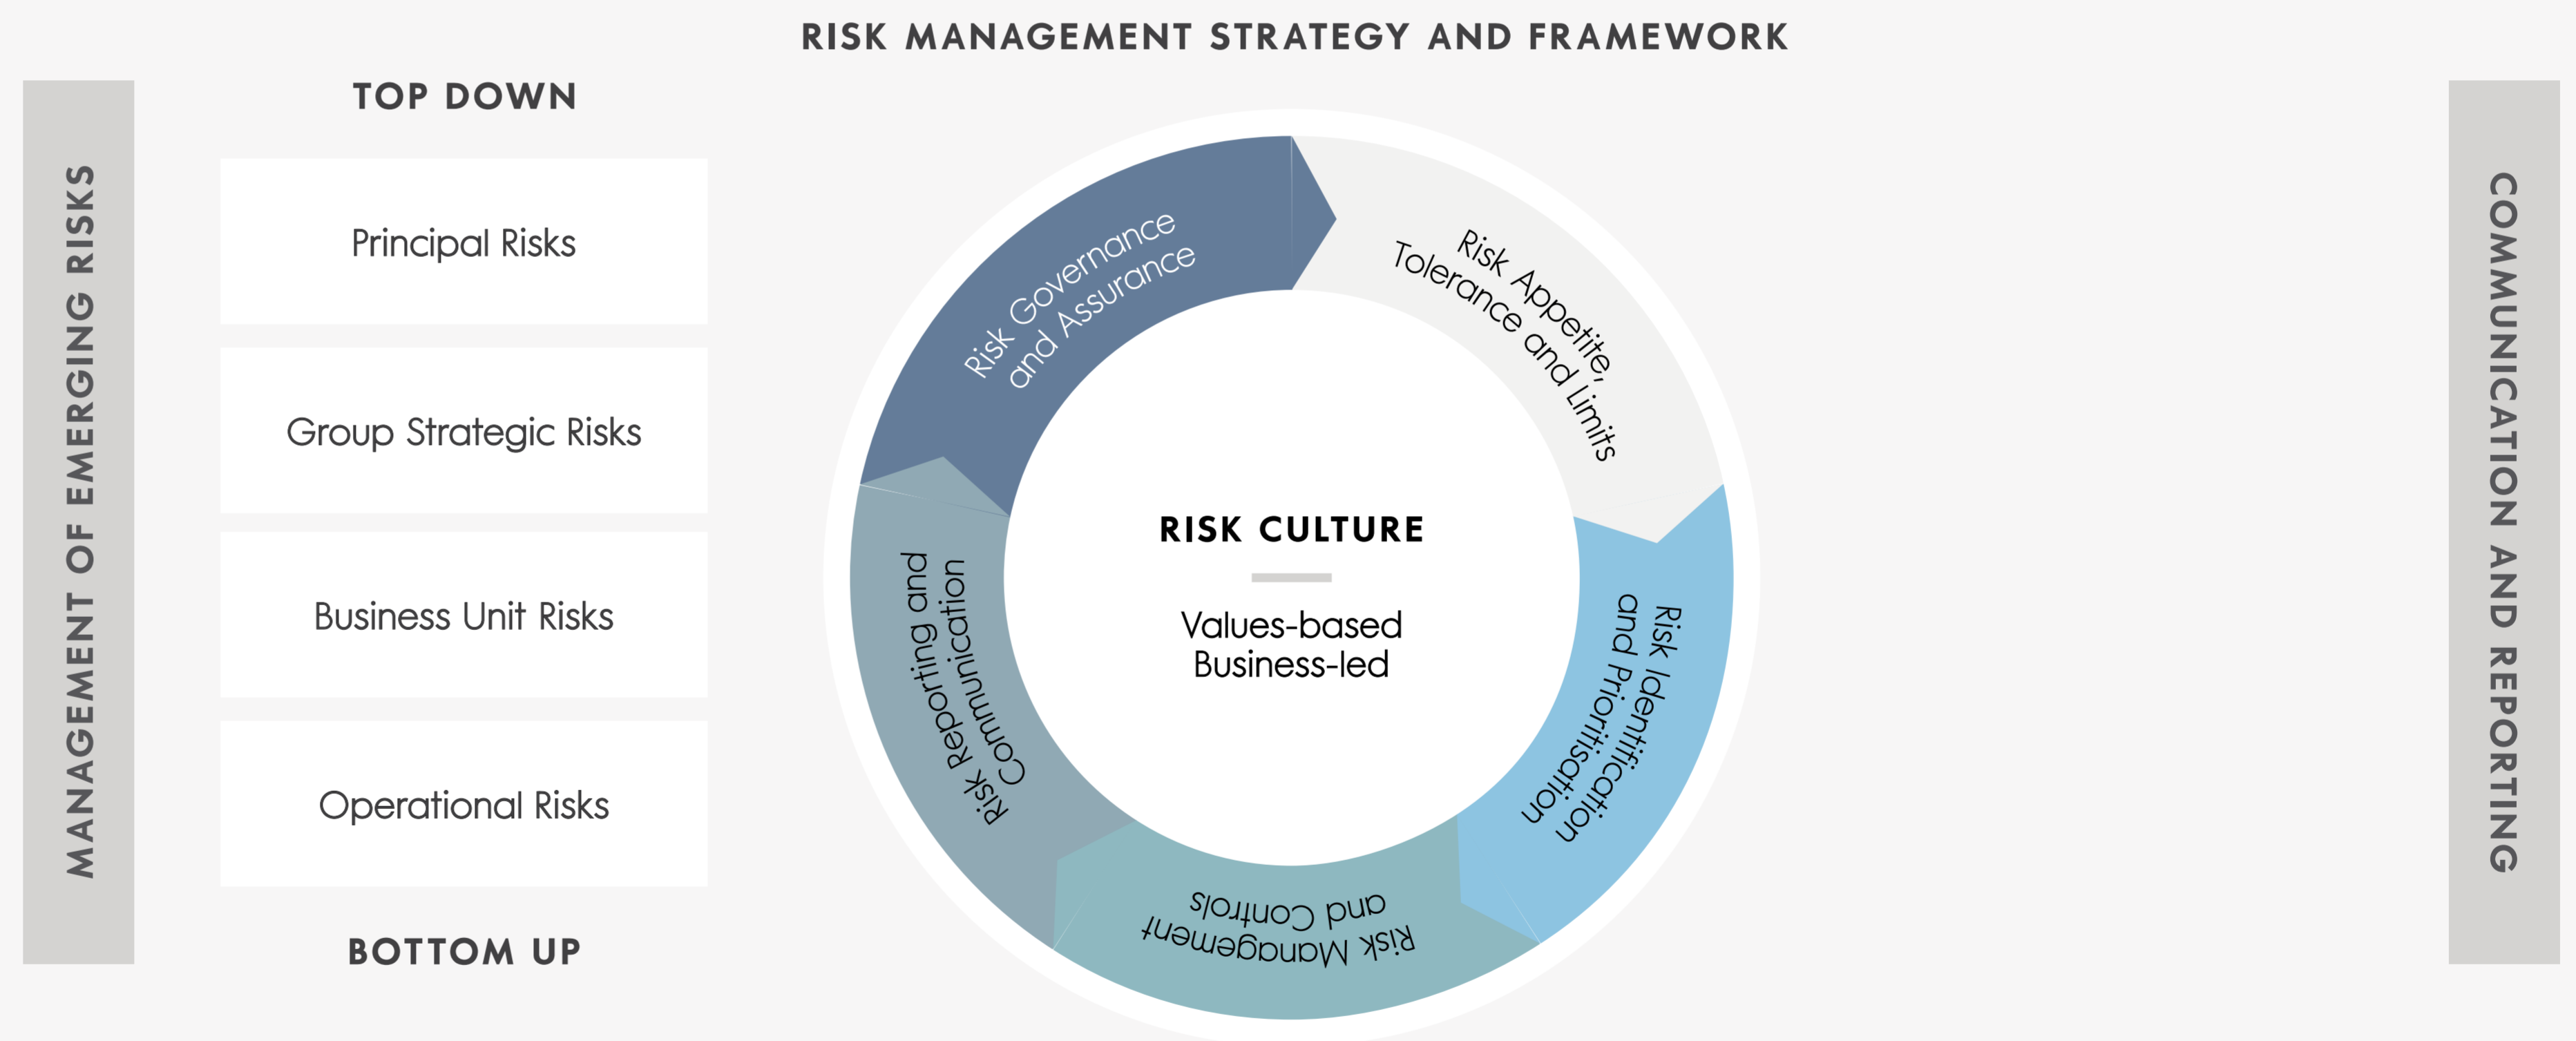 RISK MANAGEMENT STRATEGY AND FRAMEWORK
MANAGEMENT OF EMERGING RISKS
TOP DOWN
Principal Risks
Group Strategic Risks
Business Unit Risks
Operational Risks
BOTTOM UP
Risk Governance
and Assurance
Risk Appetite,
Tolerance and Limits
Risk Identification
and Prioritisation
Risk Management
and Controls
Risk Reporting and
Communication
RISK CULTURE
Values-based
Business-led
COMMUNICATION AND REPORTING